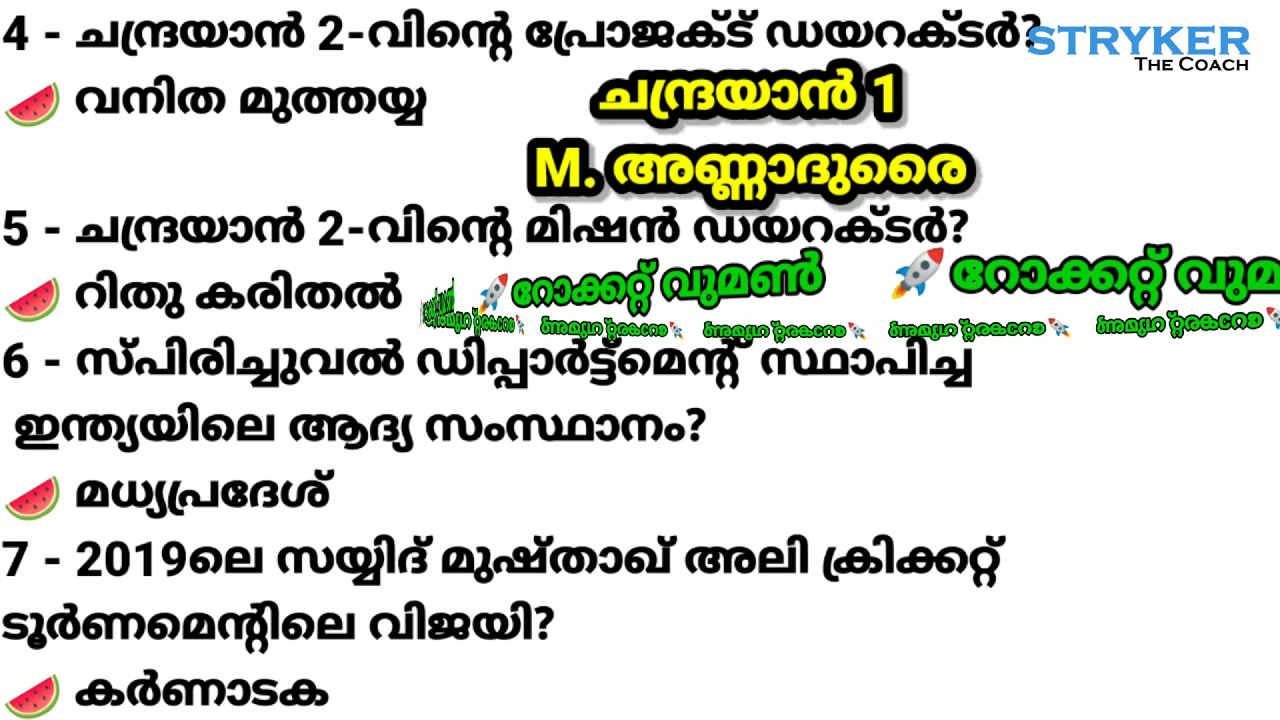 4 - ചന്ദ്രയാൻ 2-വിന്റെ പ്രോജക്ട് ഡയറക്ടർ?
STRYKER
THE COACH
🍉 വനിത മുത്തയ്യ
ചന്ദ്രയാൻ 1
M. അണ്ണാദുരൈ
5 - ചന്ദ്രയാൻ 2-വിന്റെ മിഷൻ ഡയറക്ടർ?
🍉 റിതു കരിതൽ
🚀റോക്കറ്റ് വുമൺ
🚀റോക്കറ്റ് വുമ
6 - സ്പിരിച്ചുവൽ ഡിപ്പാർട്ട്മെന്റ് സ്ഥാപിച്ച
ഇന്ത്യയിലെ ആദ്യ സംസ്ഥാനം?
🍉 മധ്യപ്രദേശ്
7 - 2019ലെ സയ്യിദ് മുഷ്താഖ് അലി ക്രിക്കറ്റ്
ടൂർണമെന്റിലെ വിജയി?
🍉 കർണാടക